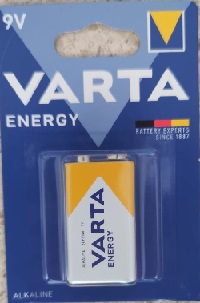 9V
VARTA
ENERGY
BATTERY EXPERTS
SINCE 1887
VARTA
ENERGY
ALKALINE